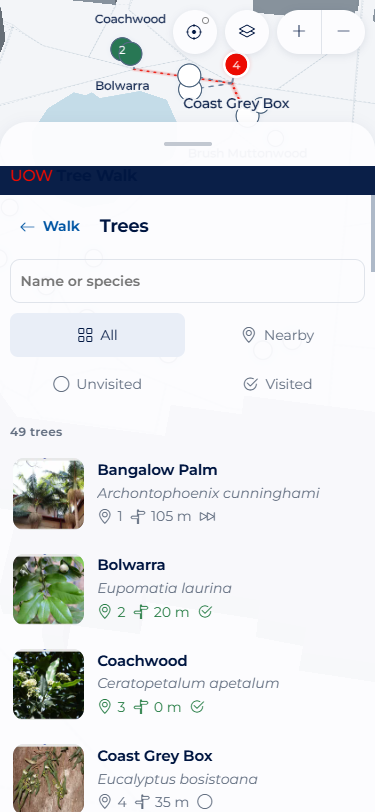 Coachwood
2
4
Bolwarra
Coast Grey Box
Brush Muttonwood
UOW Tree Walk
Walk
Trees
Name or species
All
Nearby
Unvisited
Visited
49 trees
Bangalow Palm
Archontophoenix cunninghami
1 105 m
Bolwarra
Eupomatia laurina
2 20 m
Coachwood
Ceratopetalum apetalum
3 0 m
Coast Grey Box
Eucalyptus bosistoana
4 35 m